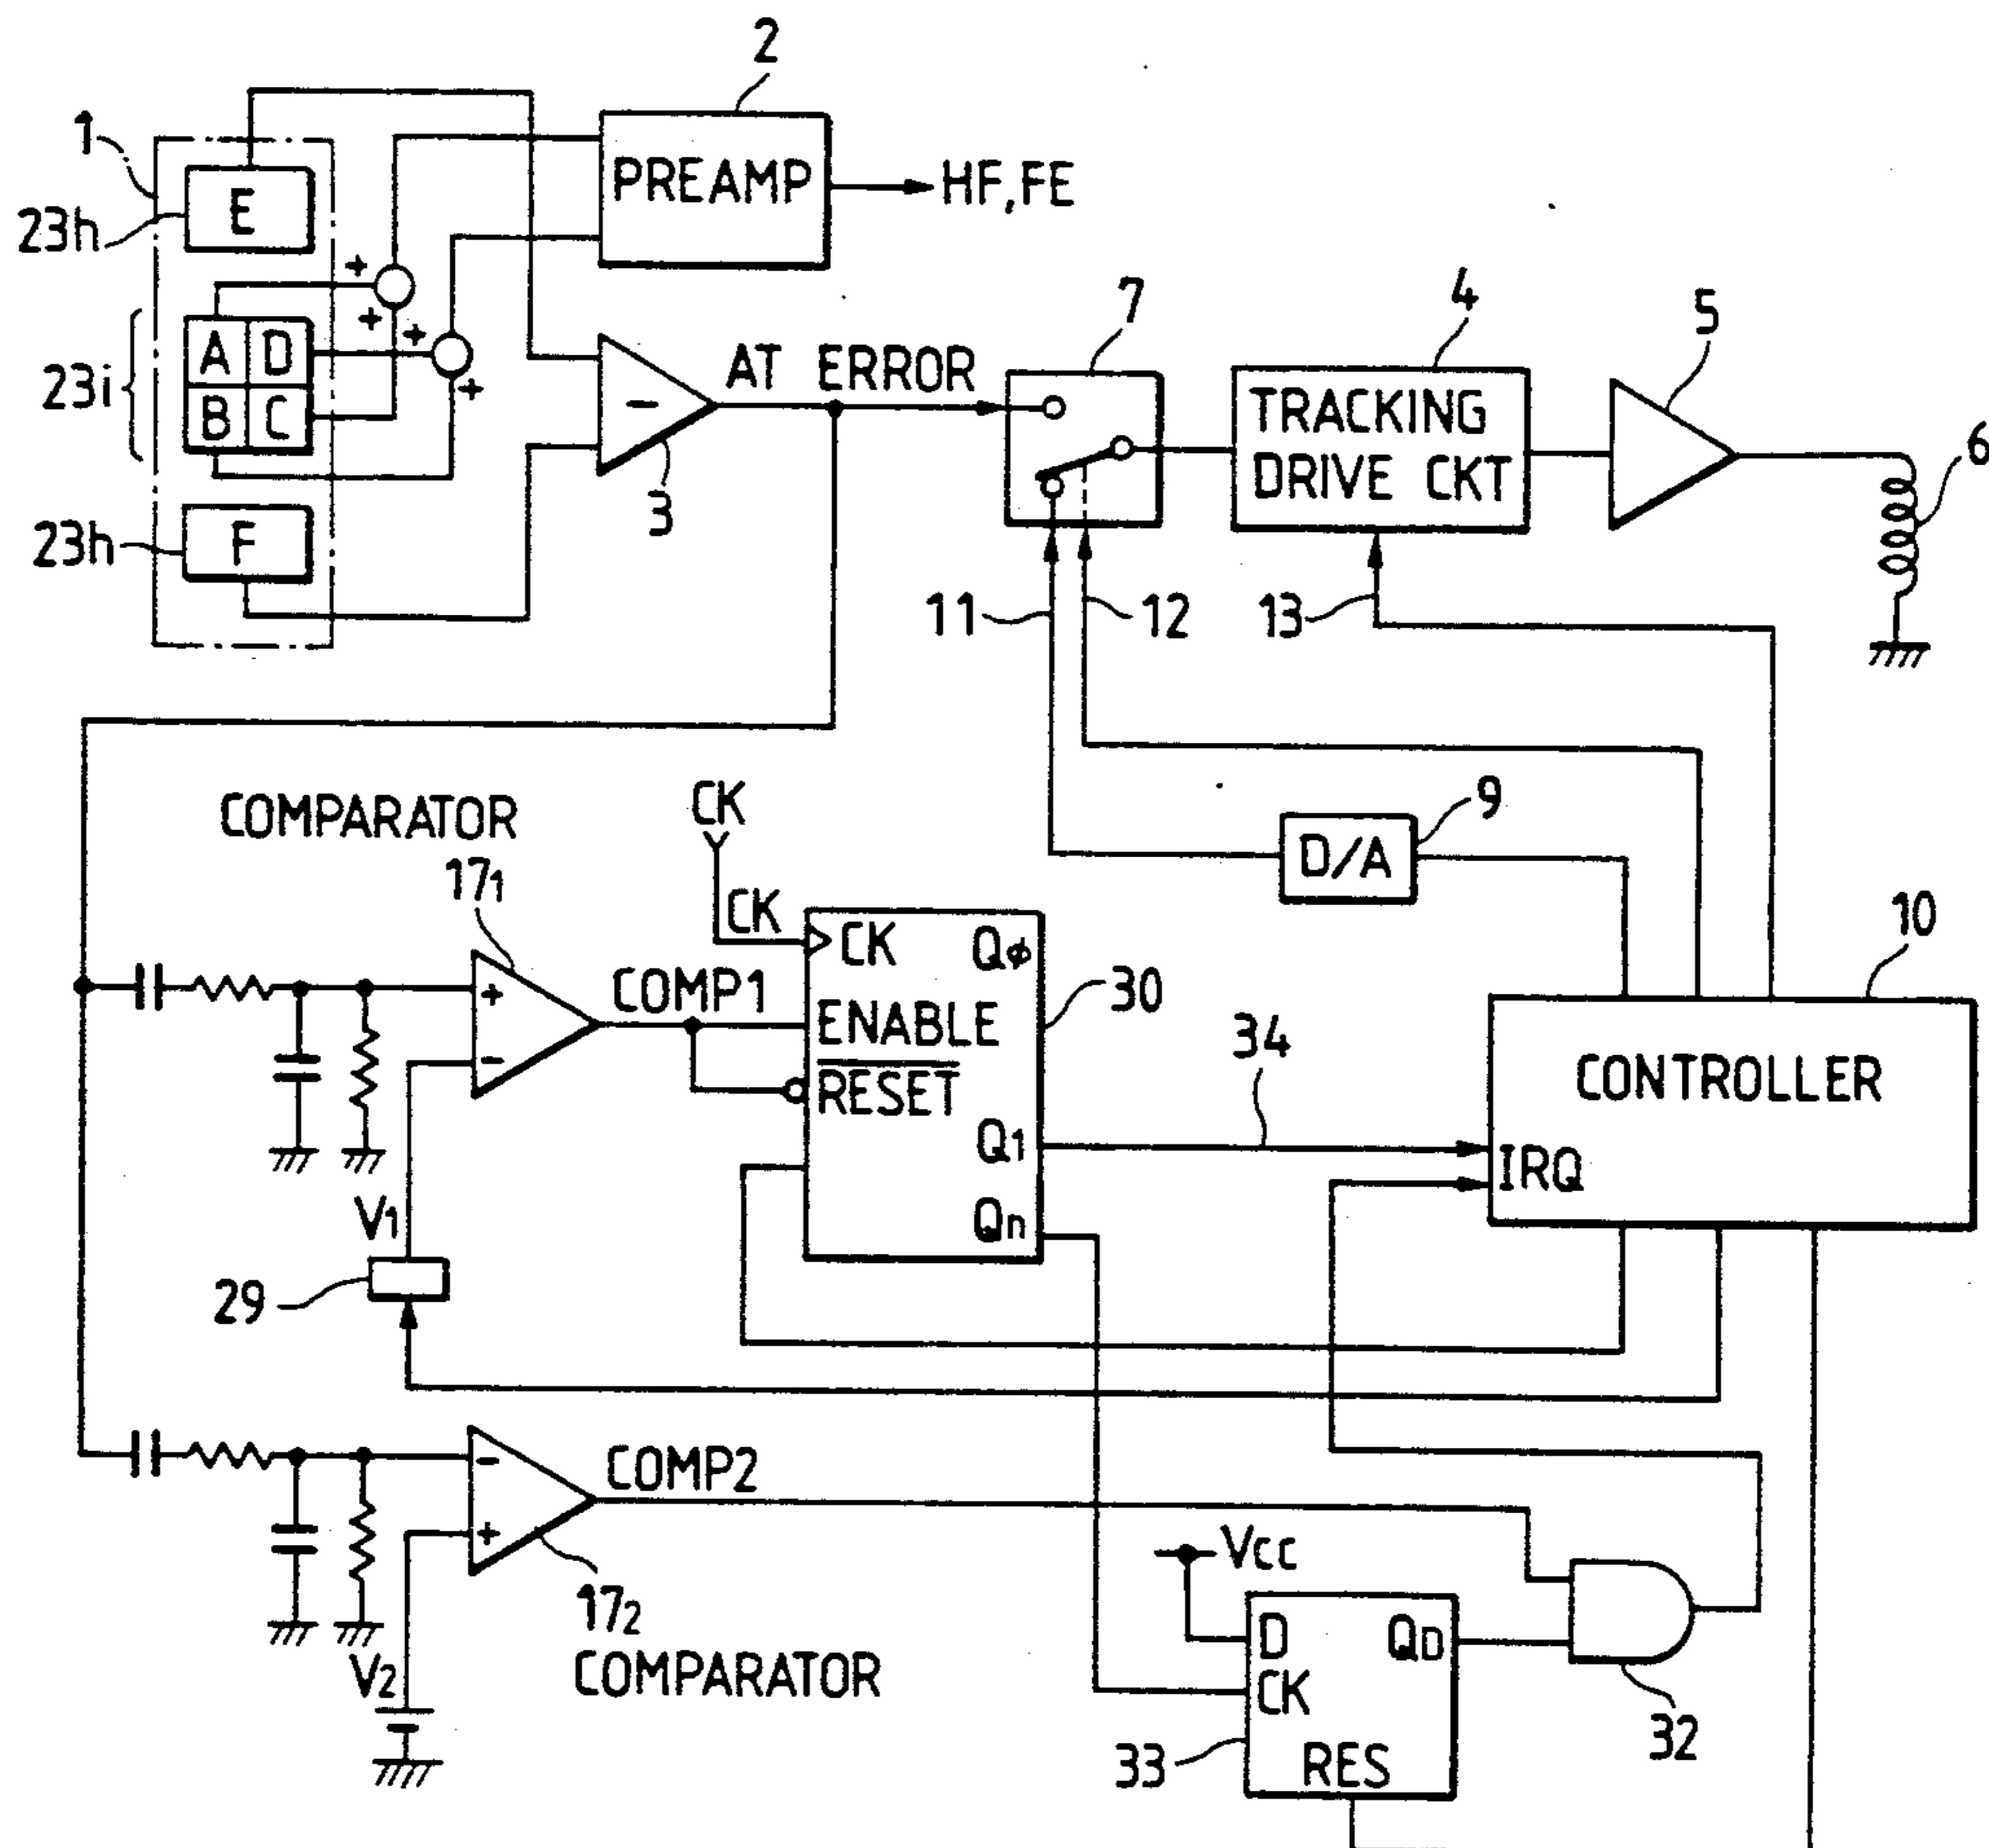 2
1
E
PREAMP
HF,FE
23h
+
+
+
+
A D
B C
23i
7
4
5
AT ERROR
-
3
TRACKING
DRIVE CKT
6
23h
F
11
12
13
COMPARATOR
17₁
CK
CK
9
D/A
10
CK
Qϕ
30
+
-
COMP1
ENABLE
RESET
34
CONTROLLER
Q1
IRQ
Qn
V1
29
-
+
COMP2
17₂
COMPARATOR
V2
Vcc
D
QD
CK
RES
33
32